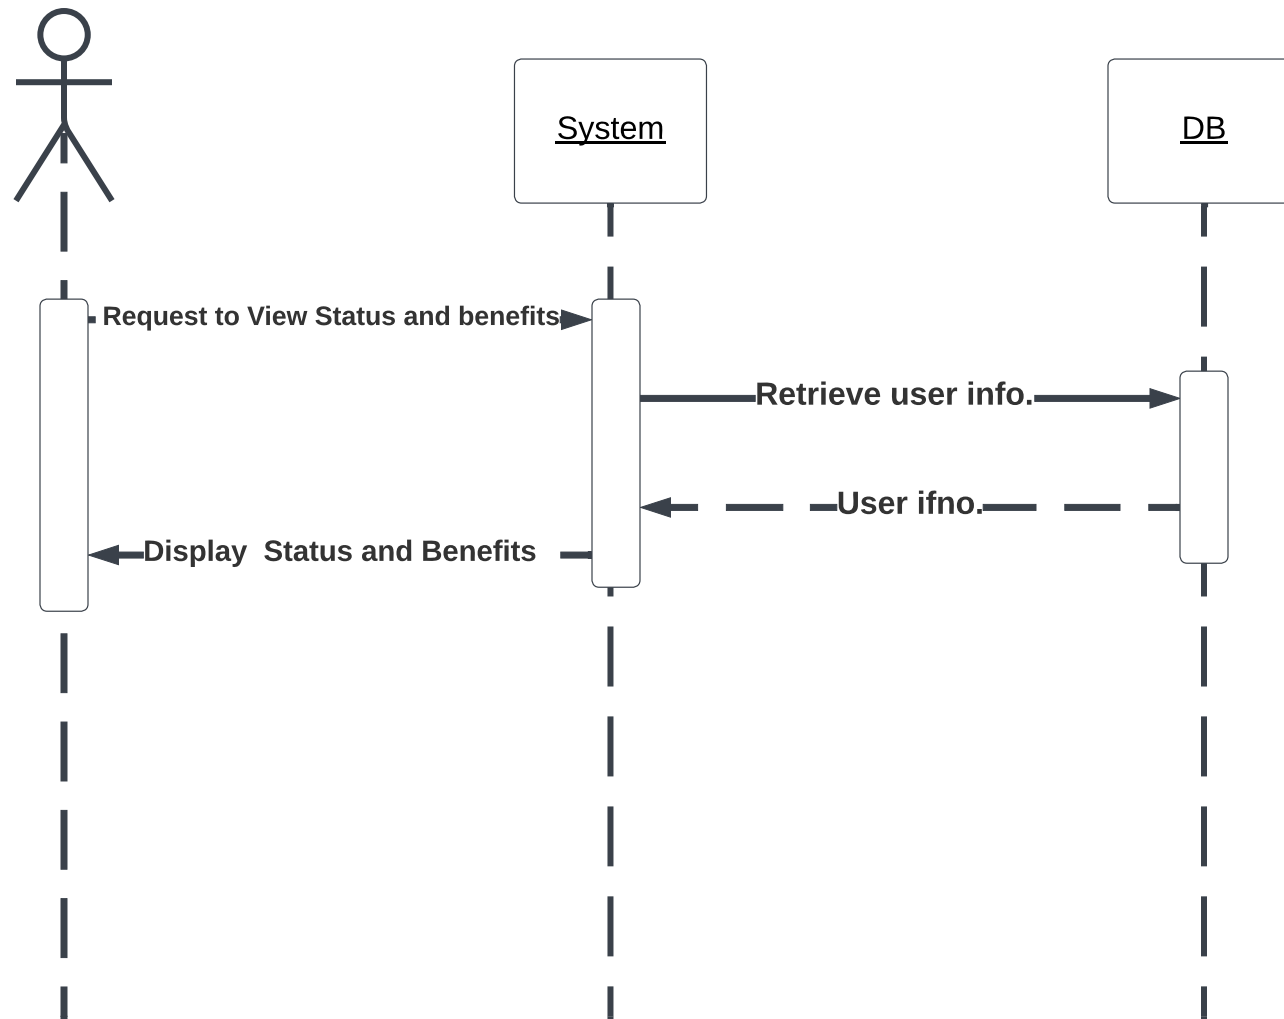 System
DB
Request to View Status and benefits
Retrieve user info.
User ifno.
Display  Status and Benefits